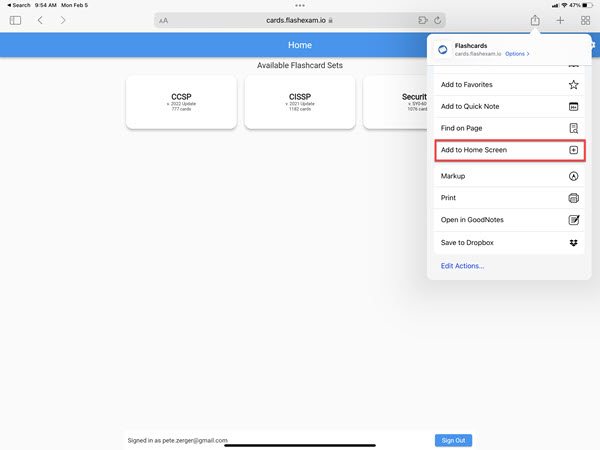 Search 9:54 AM Mon Feb 5
47%
AA
cards.flashexam.io
Home
Flashcards
cards.flashexam.io Options >
Available Flashcard Sets
CCSP
v. 2022 Update
777 cards
CISSP
v. 2021 Update
1182 cards
Securit
v. SY0-60
1076 card
Add to Favorites
Add to Quick Note
Find on Page
Add to Home Screen
Markup
Print
Open in GoodNotes
Save to Dropbox
Edit Actions...
Signed in as pete.zerger@gmail.com
Sign Out